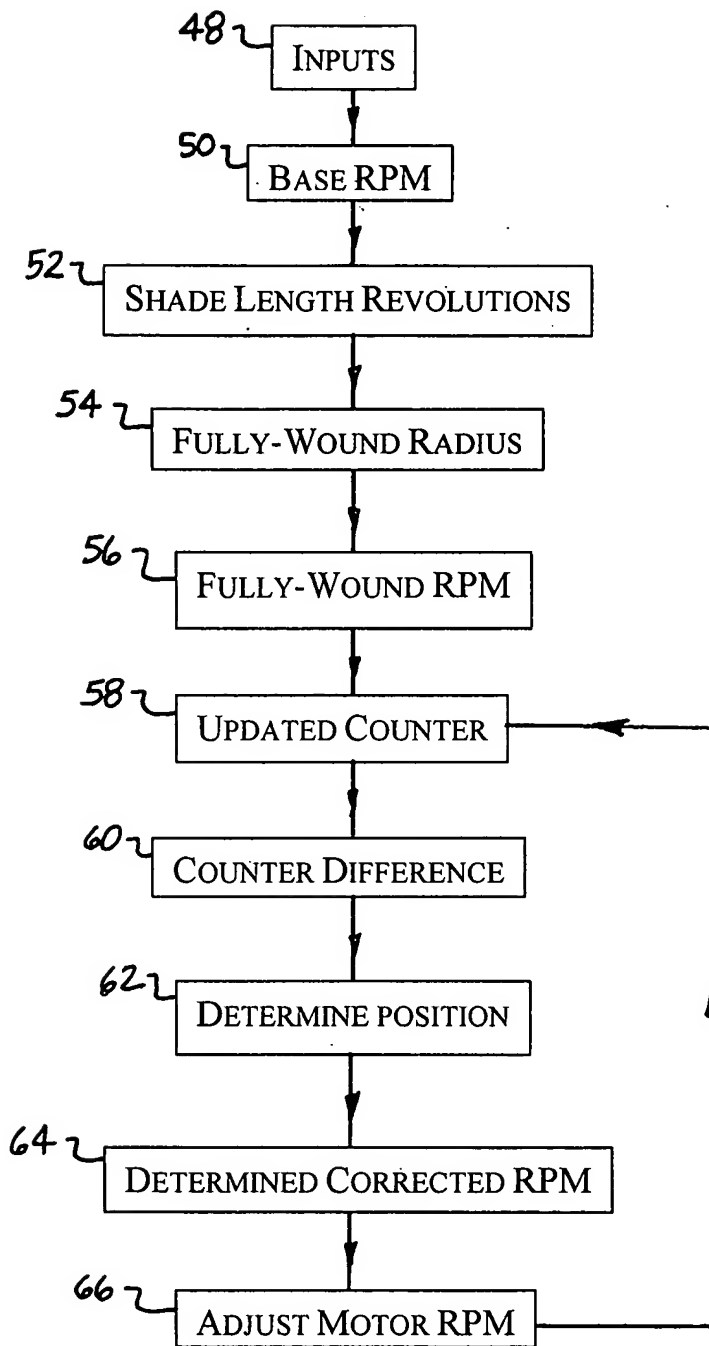 48 INPUTS
50 BASE RPM
52 SHADE LENGTH REVOLUTIONS
54 FULLY-WOUND RADIUS
56 FULLY-WOUND RPM
58 UPDATED COUNTER
60 COUNTER DIFFERENCE
62 DETERMINE POSITION
64 DETERMINED CORRECTED RPM
66 ADJUST MOTOR RPM